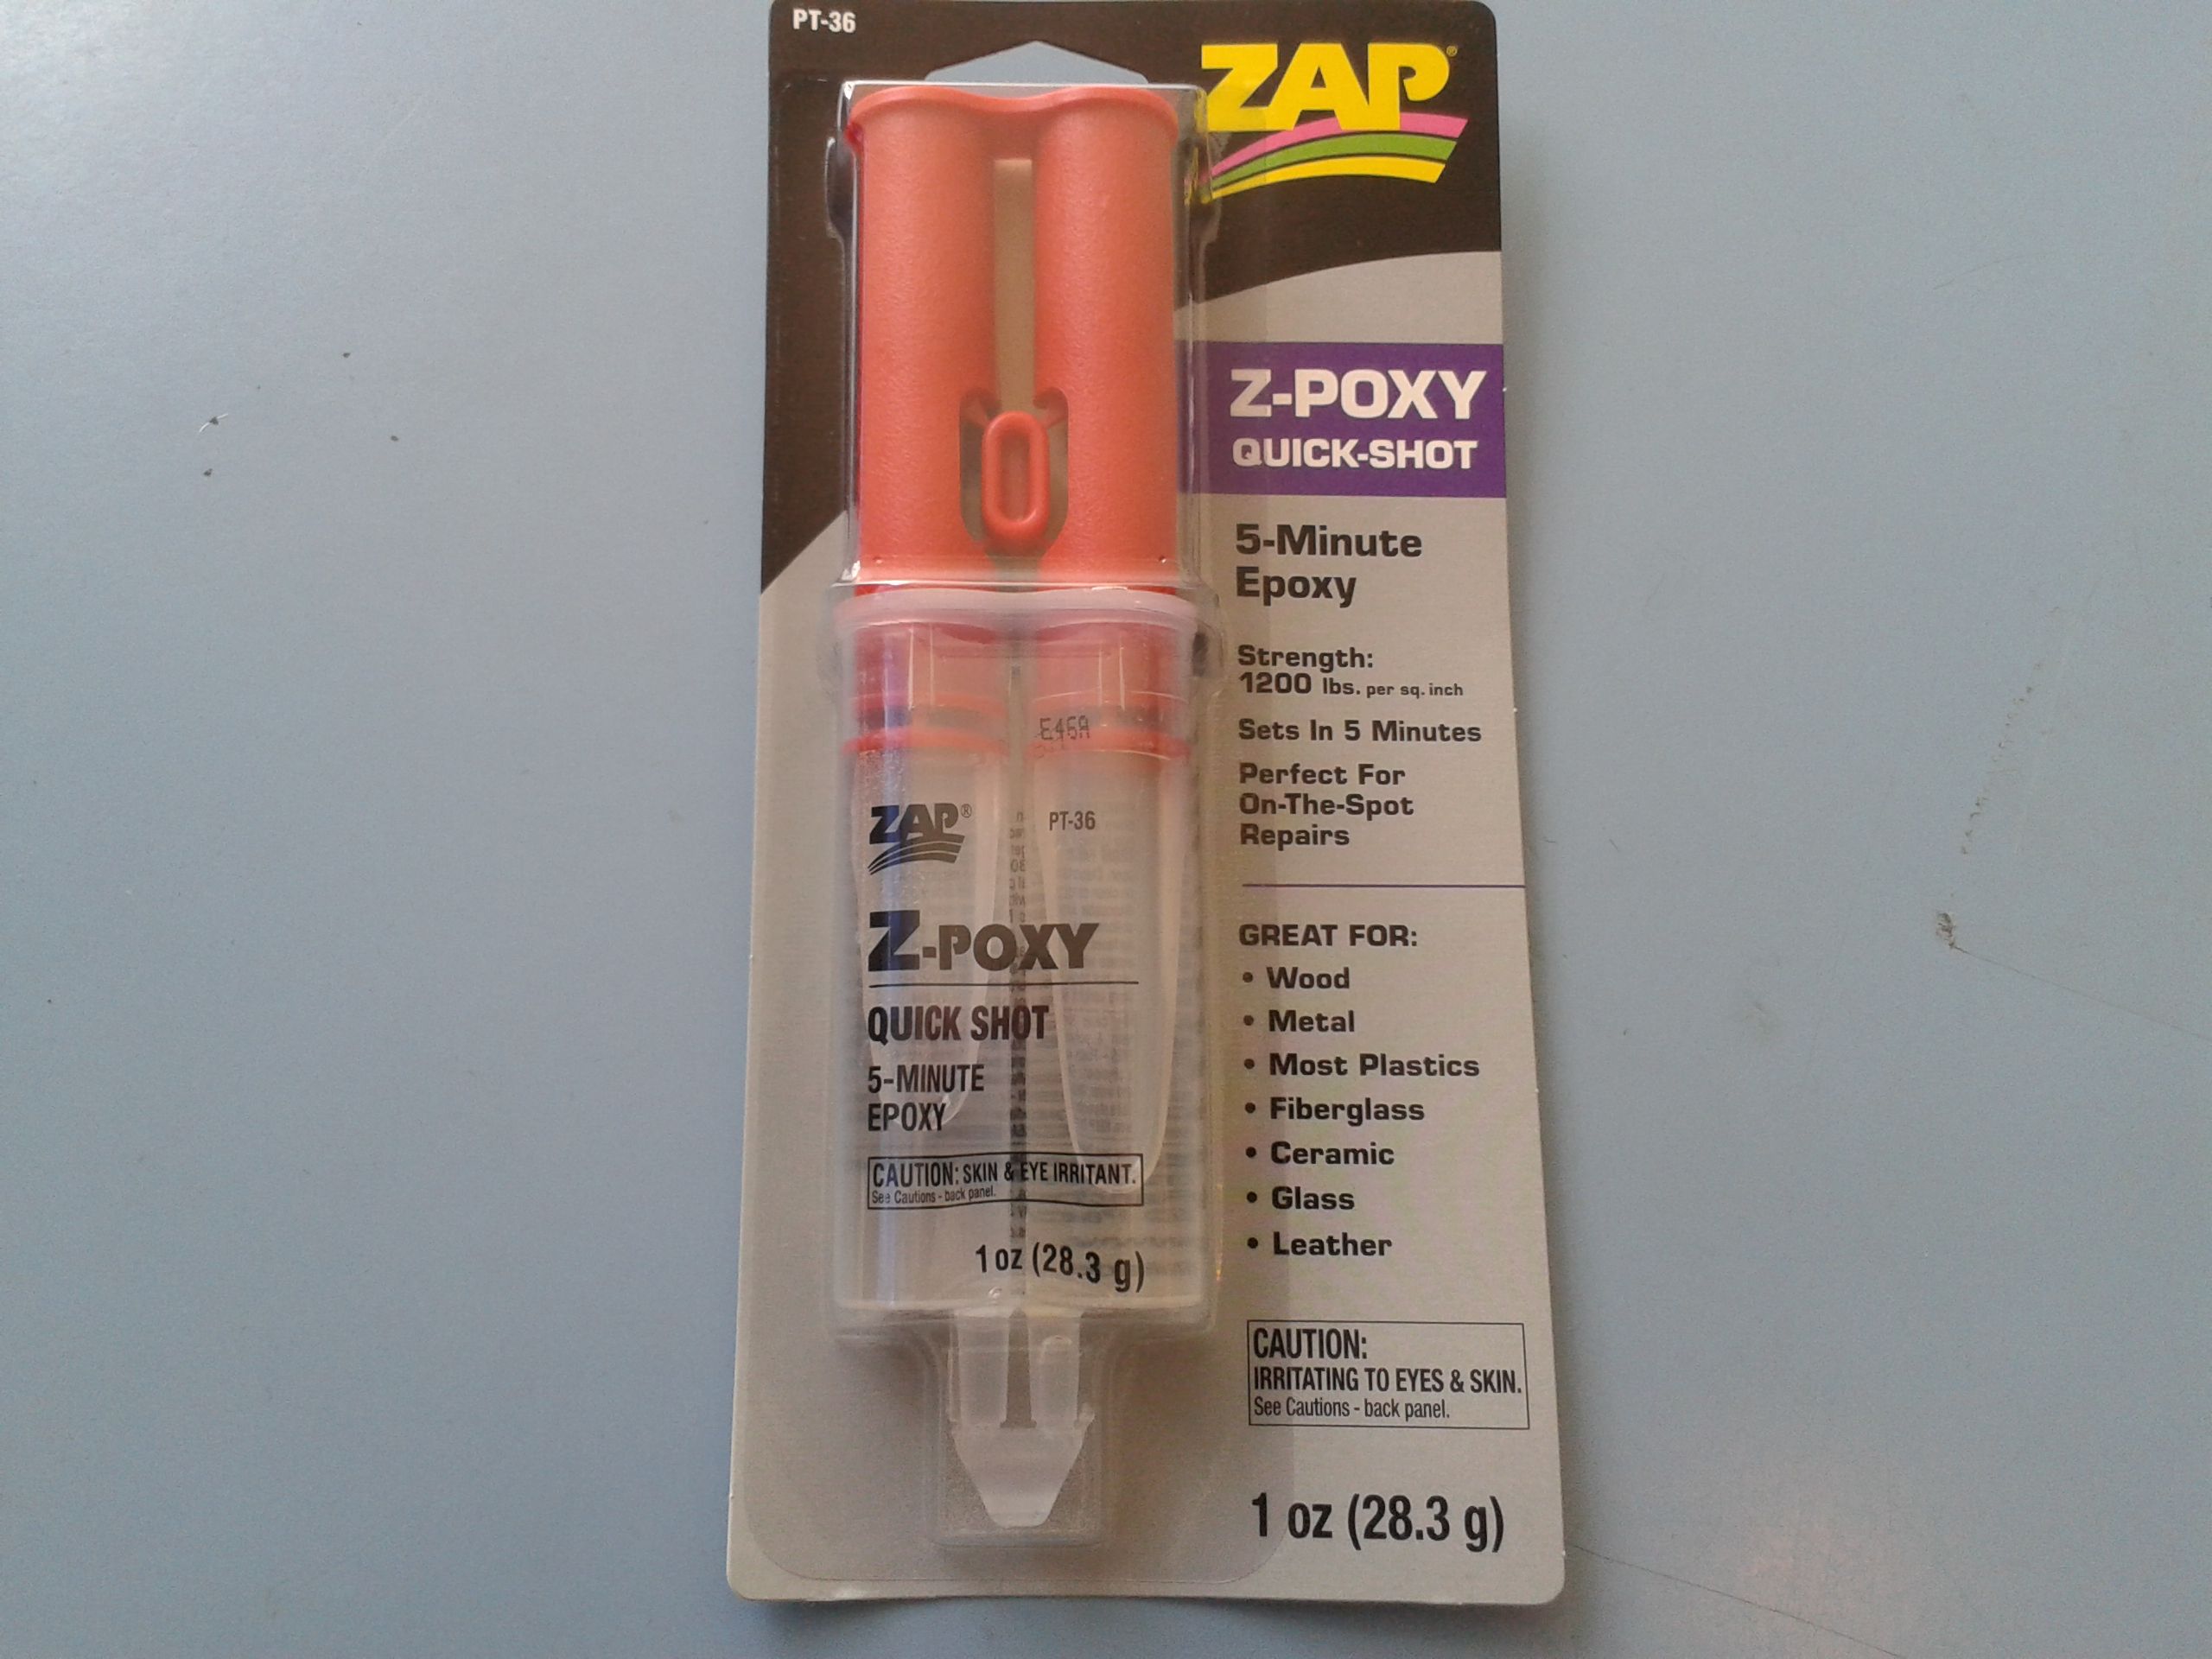 PT-36
ZAP®
Z-POXY
QUICK-SHOT
5-Minute
Epoxy
Strength:
1200 lbs. per sq. inch
Sets In 5 Minutes
Perfect For
On-The-Spot
Repairs
GREAT FOR:
• Wood
• Metal
• Most Plastics
• Fiberglass
• Ceramic
• Glass
• Leather
CAUTION:
IRRITATING TO EYES & SKIN.
See Cautions - back panel.
1 oz (28.3 g)
E46A
ZAP® PT-36
Z-POXY
QUICK SHOT
5-MINUTE
EPOXY
CAUTION: SKIN & EYE IRRITANT.
See Cautions - back panel.
1 oz (28.3 g)